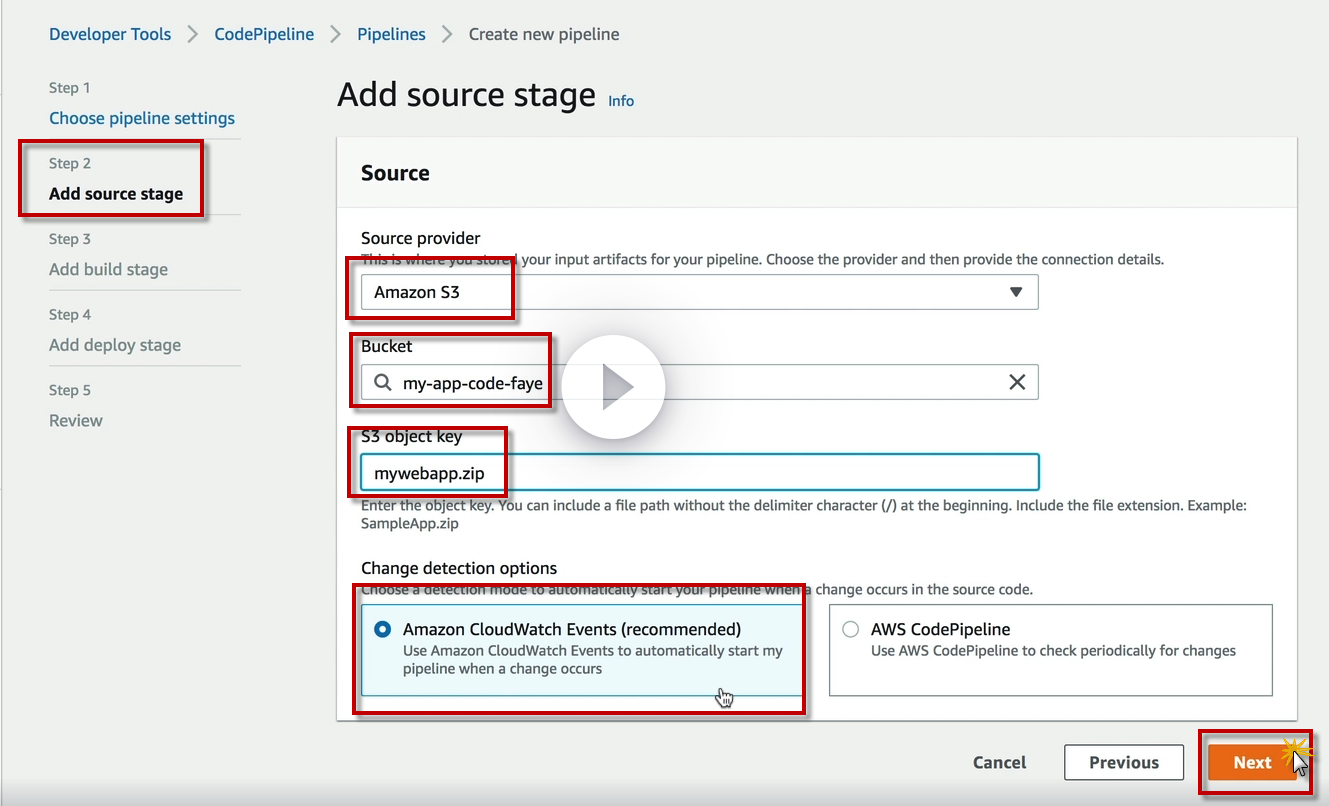 Developer Tools > CodePipeline > Pipelines > Create new pipeline
Step 1
Choose pipeline settings
Step 2
Add source stage
Step 3
Add build stage
Step 4
Add deploy stage
Step 5
Review
Add source stage Info
Source
Source provider
This is where you stored your input artifacts for your pipeline. Choose the provider and then provide the connection details.
Amazon S3
Bucket
my-app-code-faye
S3 object key
mywebapp.zip
Enter the object key. You can include a file path without the delimiter character (/) at the beginning. Include the file extension. Example:
SampleApp.zip
Change detection options
Choose a detection mode to automatically start your pipeline when a change occurs in the source code.
Amazon CloudWatch Events (recommended)
Use Amazon CloudWatch Events to automatically start my
pipeline when a change occurs
AWS CodePipeline
Use AWS CodePipeline to check periodically for changes
Cancel
Previous
Next